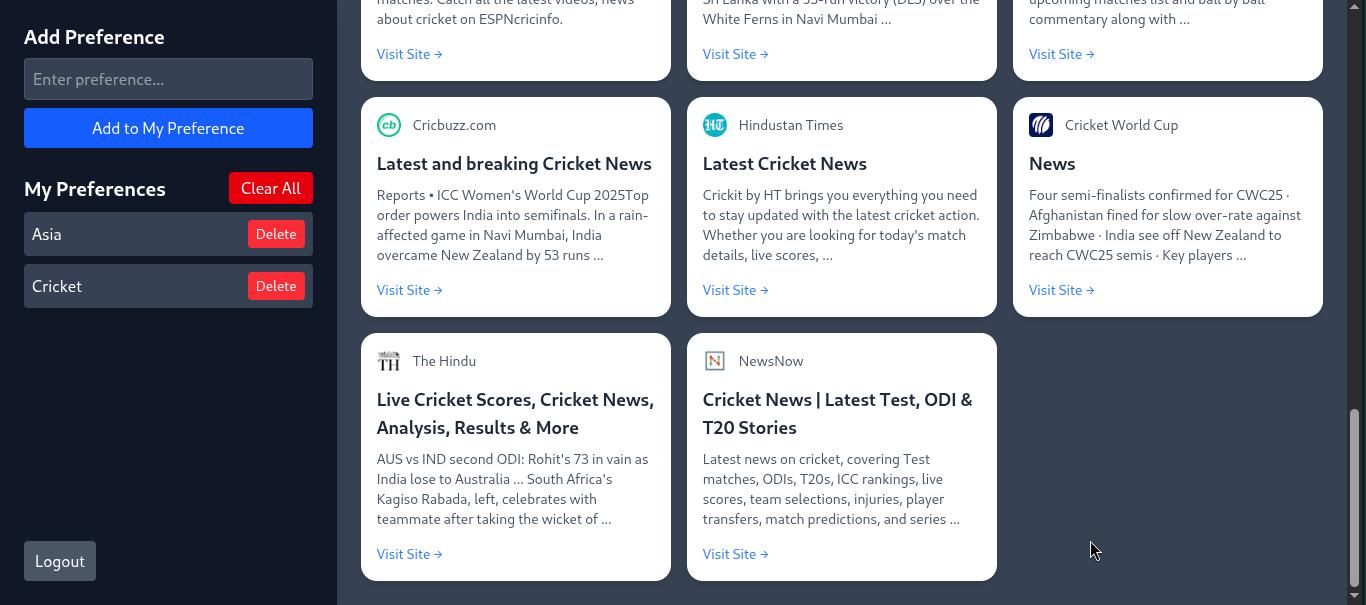 Add Preference
Enter preference...
Add to My Preference
My Preferences
Clear All
Asia
Delete
Cricket
Delete
Logout
matches. Catch all the latest videos, news
about cricket on ESPNcricinfo.
Visit Site →
Sri Lanka with a 53-run victory (DLS) over the
White Ferns in Navi Mumbai ...
Visit Site →
upcoming matches list and ball by ball
commentary along with ...
Visit Site →
cb
Cricbuzz.com
Latest and breaking Cricket News
Reports • ICC Women's World Cup 2025Top
order powers India into semifinals. In a rain-
affected game in Navi Mumbai, India
overcame New Zealand by 53 runs ...
Visit Site →
HT
Hindustan Times
Latest Cricket News
Crickit by HT brings you everything you need
to stay updated with the latest cricket action.
Whether you are looking for today's match
details, live scores, ...
Visit Site →
Cricket World Cup
News
Four semi-finalists confirmed for CWC25 ·
Afghanistan fined for slow over-rate against
Zimbabwe · India see off New Zealand to
reach CWC25 semis · Key players ...
Visit Site →
TH
The Hindu
Live Cricket Scores, Cricket News,
Analysis, Results & More
AUS vs IND second ODI: Rohit's 73 in vain as
India lose to Australia ... South Africa's
Kagiso Rabada, left, celebrates with
teammate after taking the wicket of ...
Visit Site →
N
NewsNow
Cricket News | Latest Test, ODI &
T20 Stories
Latest news on cricket, covering Test
matches, ODIs, T20s, ICC rankings, live
scores, team selections, injuries, player
transfers, match predictions, and series ...
Visit Site →